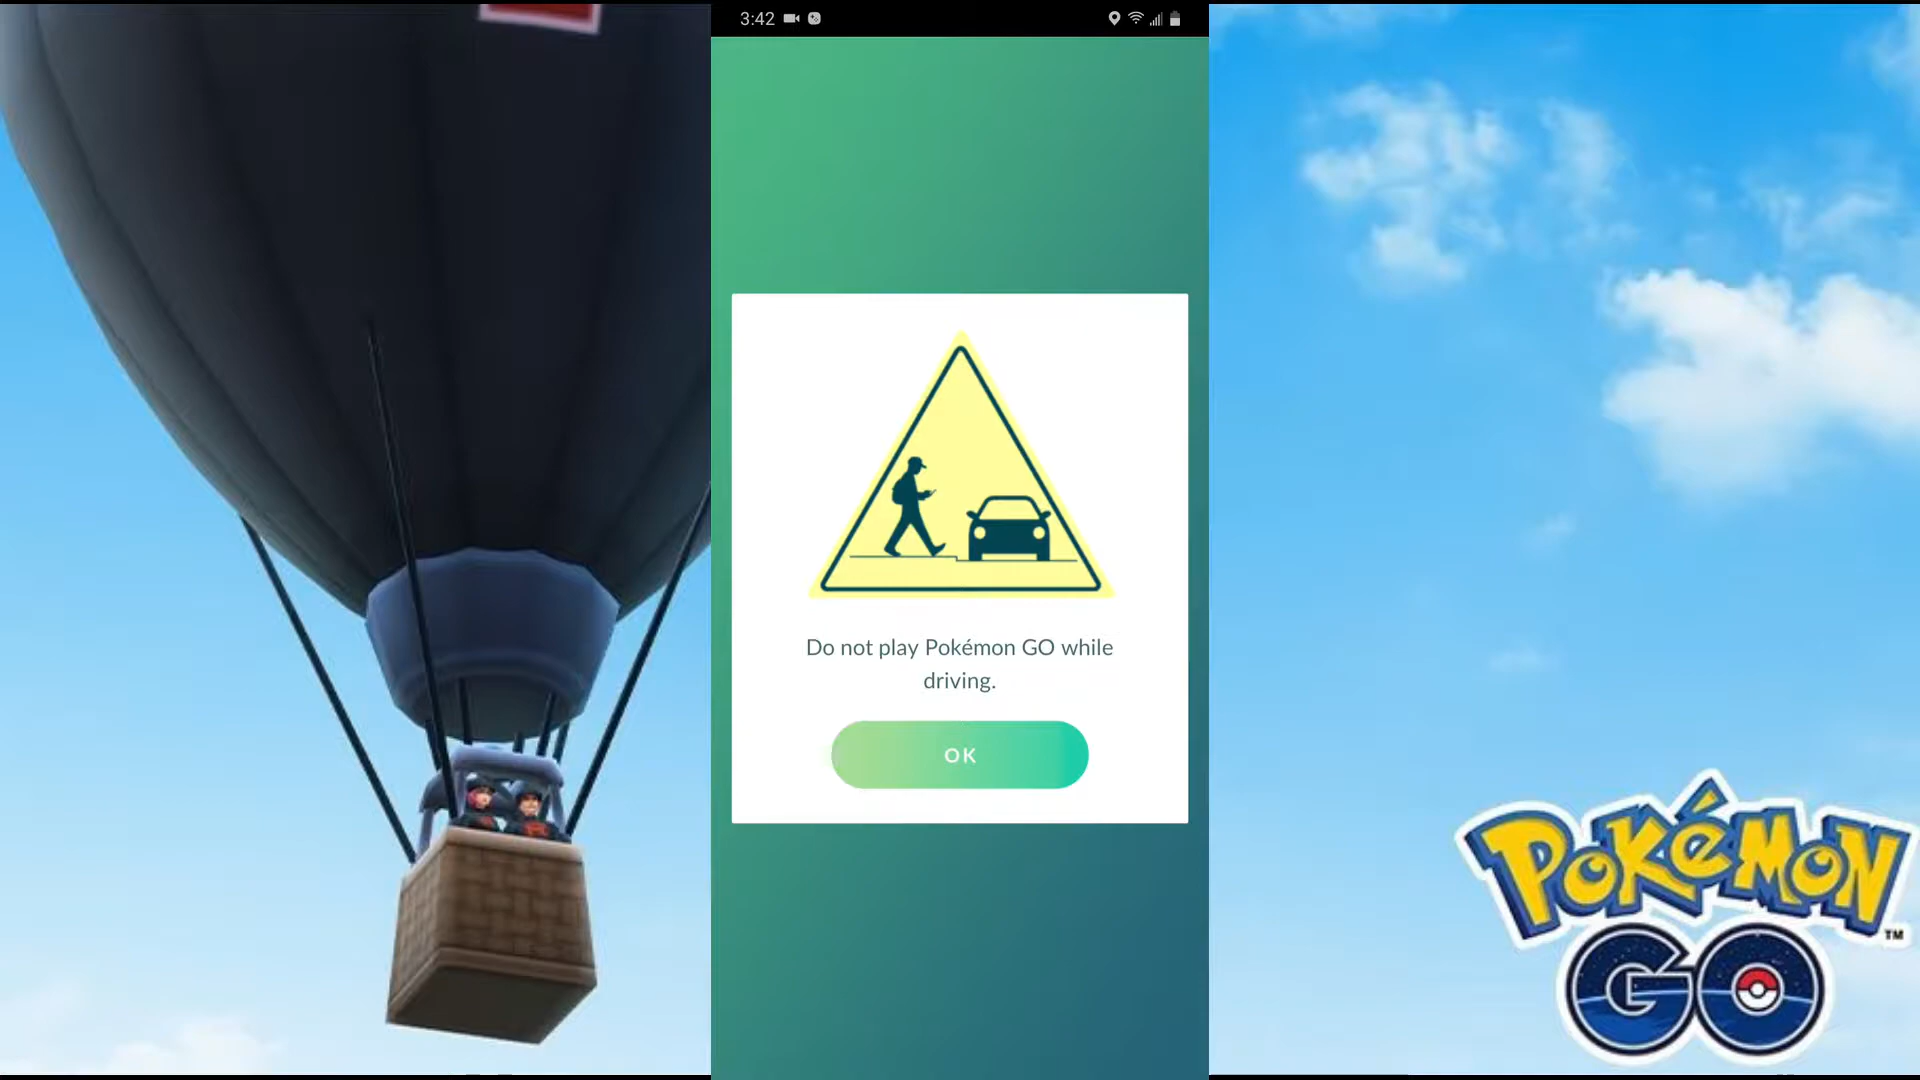 3:42
Do not play Pokémon GO while
driving.
OK
POKéMON
TM
GO